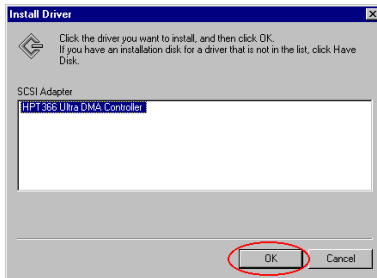 Install Driver
Click the driver you want to install, and then click OK.
If you have an installation disk for a driver that is not in the list, click Have
Disk.
SCSI Adapter
HPT366 Ultra DMA Controller
OK
Cancel